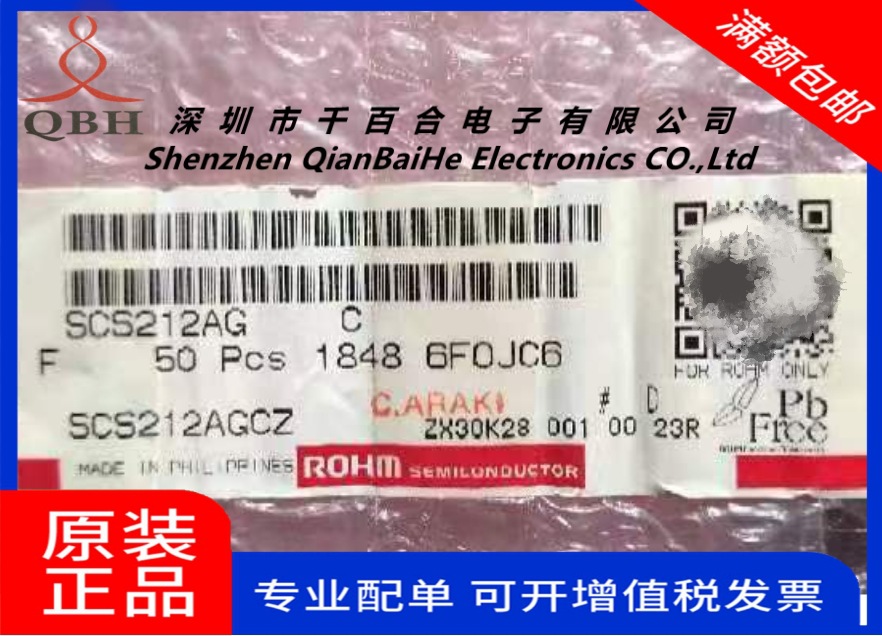 满额包邮
QBH
深圳市千百合电子有限公司
Shenzhen QianBaiHe Electronics CO.,Ltd
SCS212AG C
F 50 Pcs 1848 6F0JC6
FOR ROHM ONLY
C.ARAKI # D
SCS212AGCZ ZX30K28 001 00 23R
Pb
Free
MADE IN PHILIPPINES ROHM SEMICONDUCTOR
原装
正品
专业配单 可开增值税发票